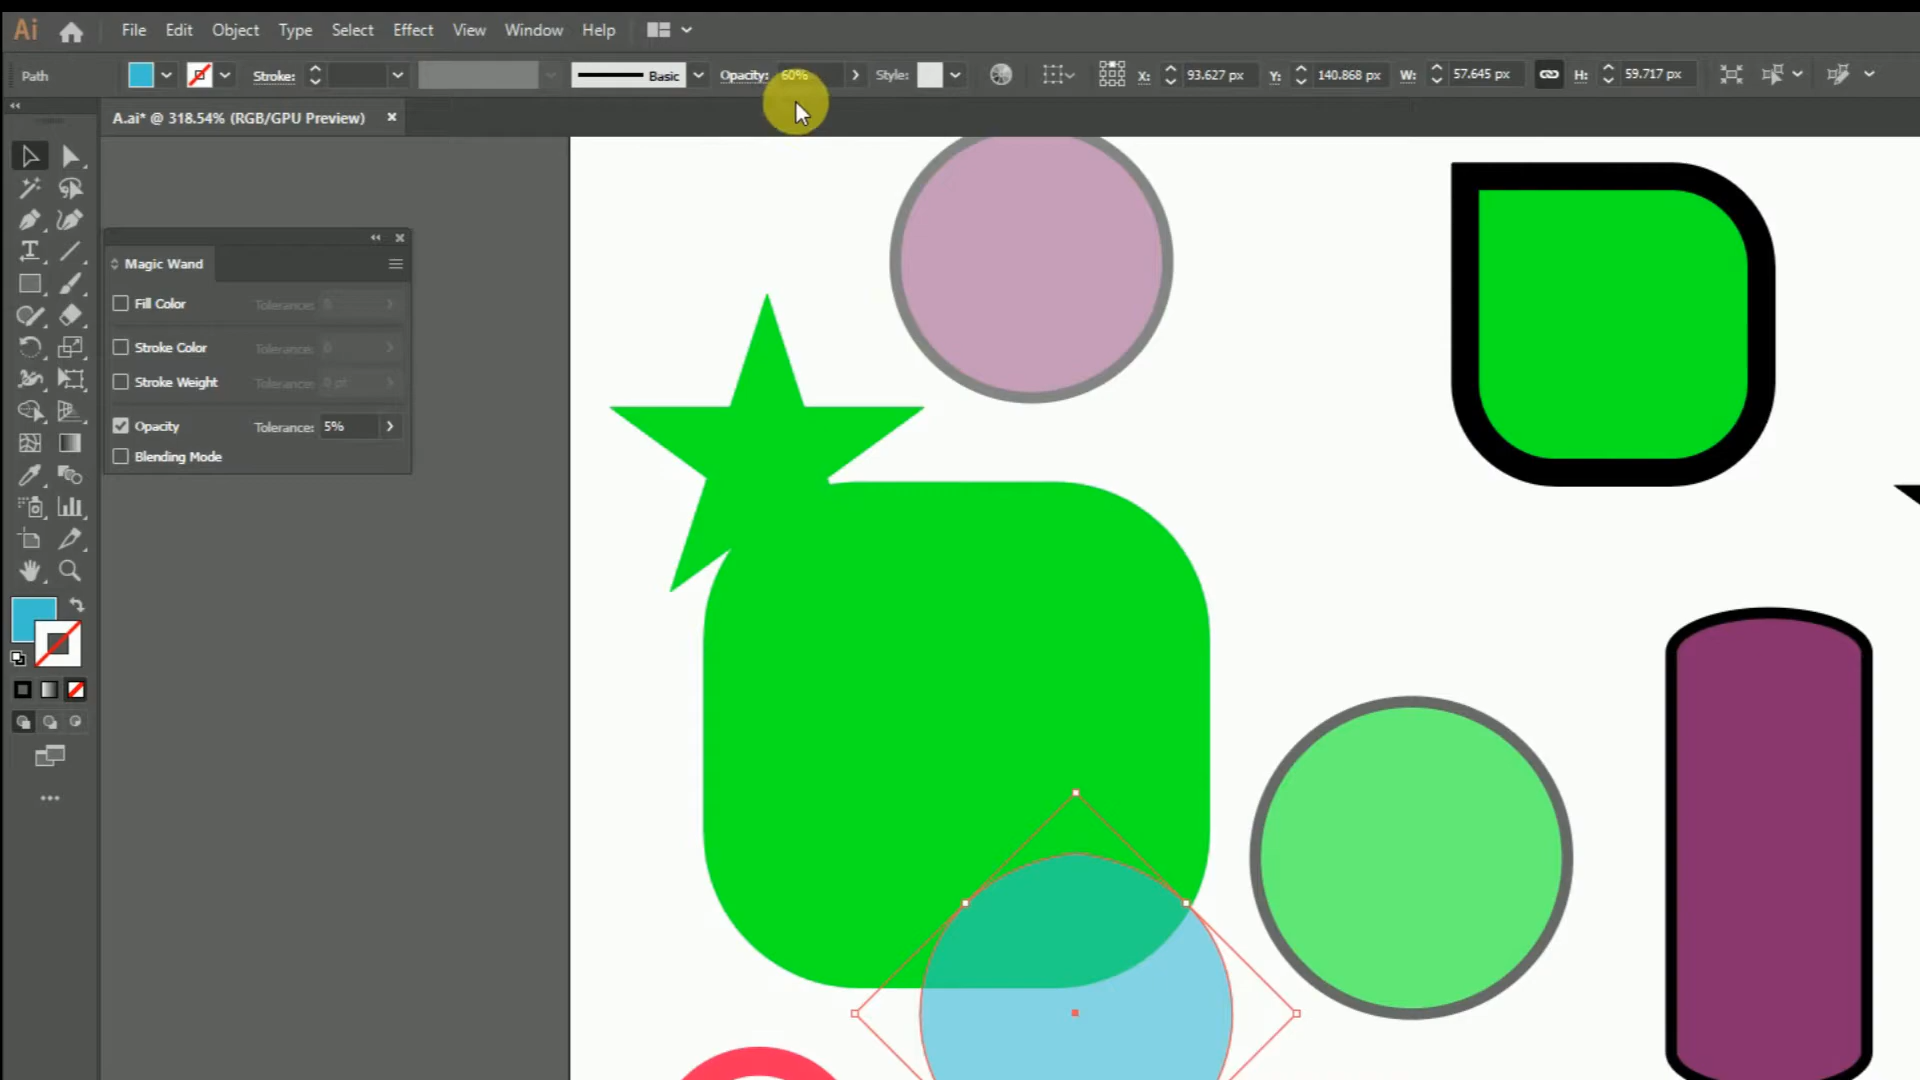 Ai File Edit Object Type Select Effect View Window Help
Path Stroke: Basic Opacity: 60% Style: X: 93.627 px Y: 140.868 px W: 57.645 px H: 59.717 px
A.ai* @ 318.54% (RGB/GPU Preview)
Magic Wand
Fill Color Tolerance:
Stroke Color Tolerance: 0
Stroke Weight Tolerance: 0 pt
Opacity Tolerance: 5%
Blending Mode